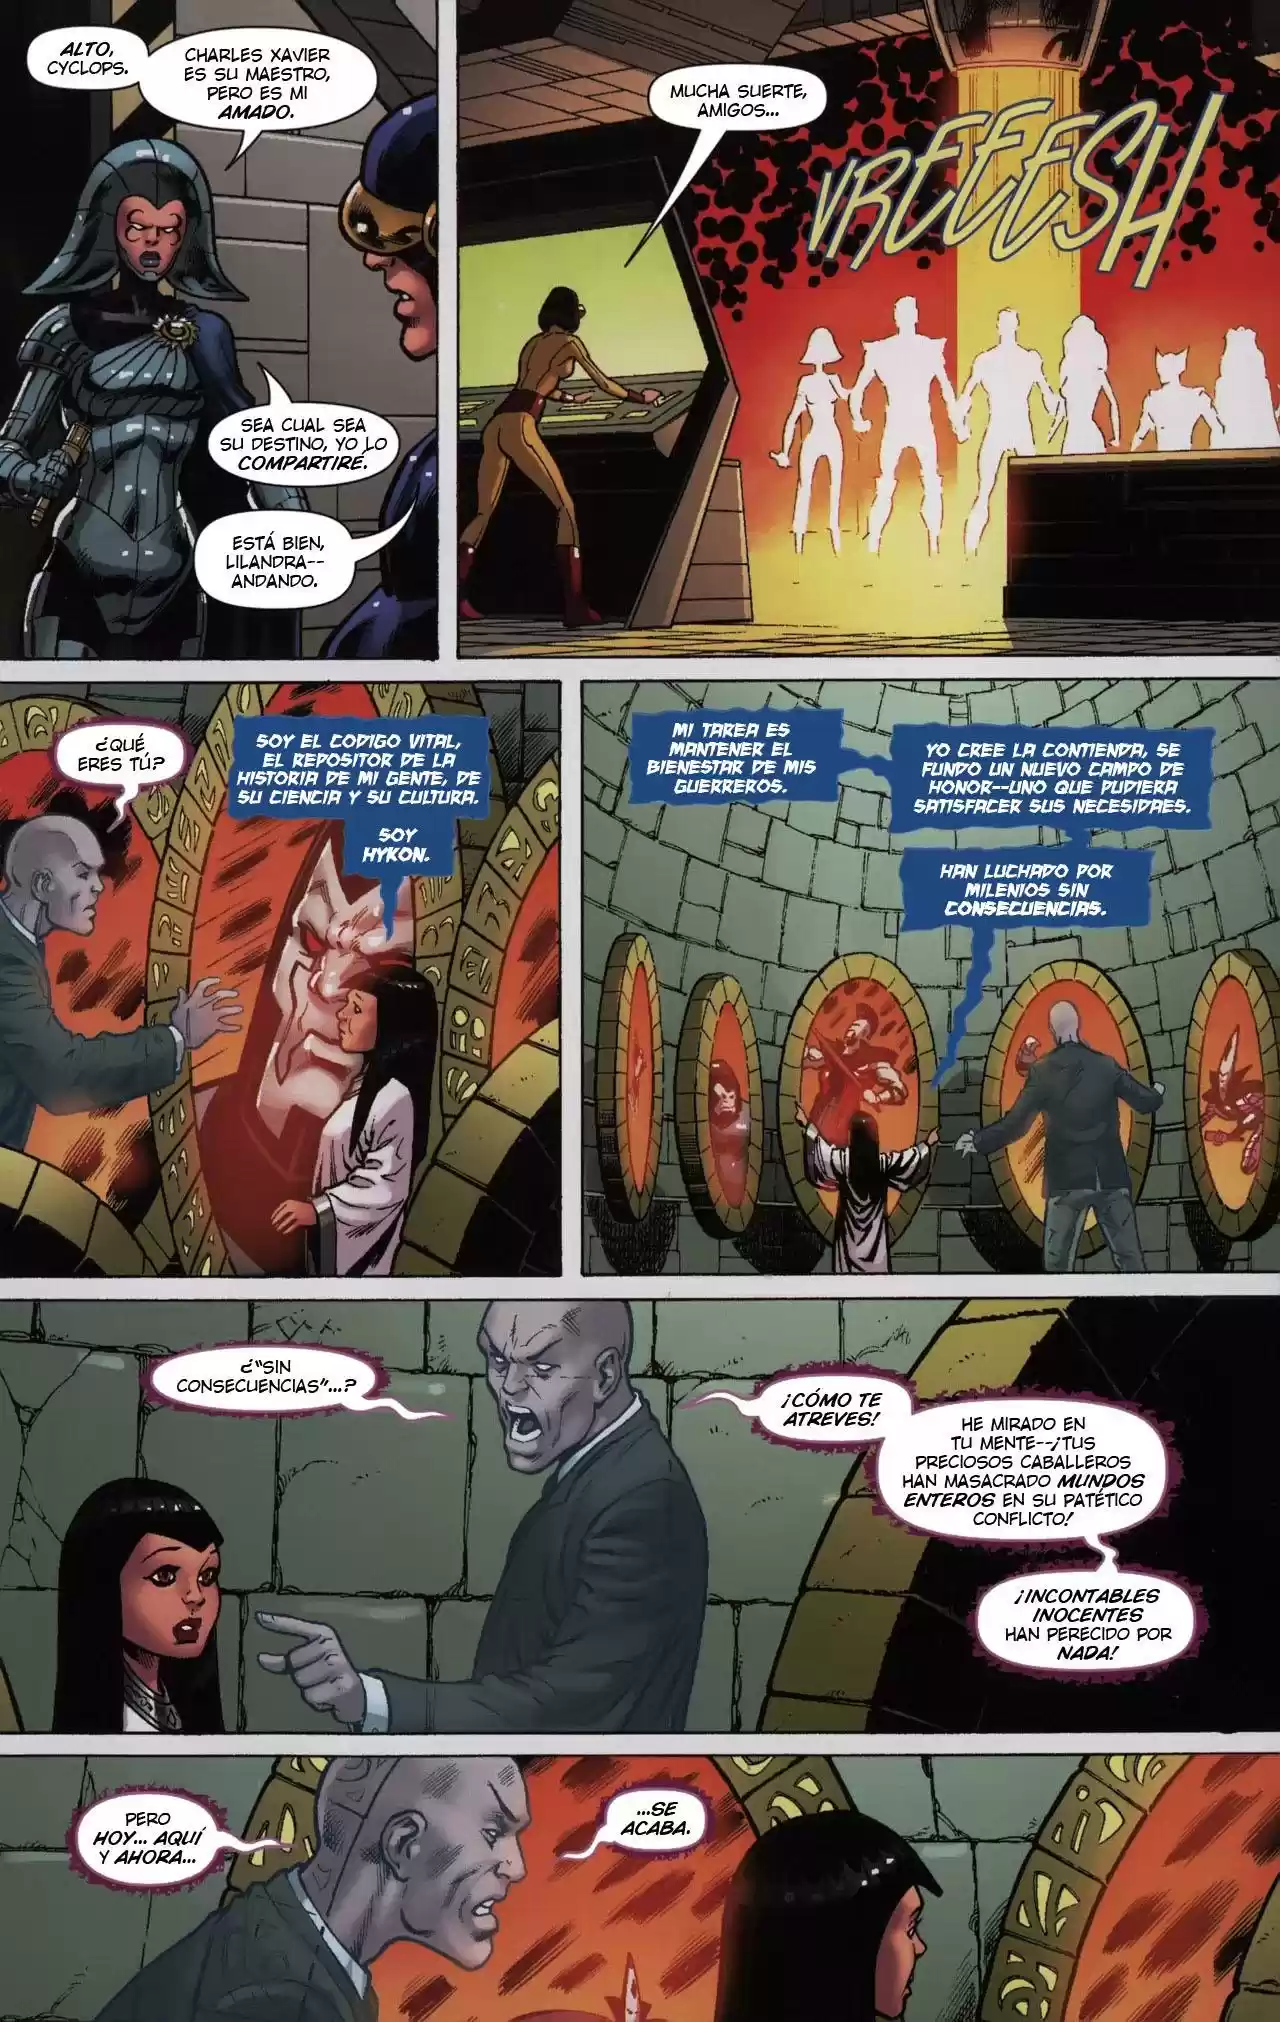 ALTO,
CYCLOPS.
CHARLES XAVIER
ES SU MAESTRO,
PERO ES MI
AMADO.
SEA CUAL SEA
SU DESTINO, YO LO
COMPARTIRÉ.
ESTÁ BIEN,
LILANDRA--
ANDANDO.
MUCHA SUERTE,
AMIGOS...
VREEEESH
¿QUÉ
ERES TÚ?
SOY EL CODIGO VITAL,
EL REPOSITOR DE LA
HISTORIA DE MI GENTE, DE
SU CIENCIA Y SU CULTURA.
SOY
HYKON.
MI TAREA ES
MANTENER EL
BIENESTAR DE MIS
GUERREROS.
YO CREE LA CONTIENDA, SE
FUNDO UN NUEVO CAMPO DE
HONOR--UNO QUE PUDIERA
SATISFACER SUS NECESIDAES.
HAN LUCHADO POR
MILENIOS SIN
CONSECUENCIAS.
¿"SIN
CONSECUENCIAS"...?
¡CÓMO TE
ATREVES!
HE MIRADO EN
TU MENTE--¡TUS
PRECIOSOS CABALLEROS
HAN MASACRADO MUNDOS
ENTEROS EN SU PATÉTICO
CONFLICTO!
¡INCONTABLES
INOCENTES
HAN PERECIDO POR
NADA!
PERO
HOY... AQUÍ
Y AHORA...
...SE
ACABA.